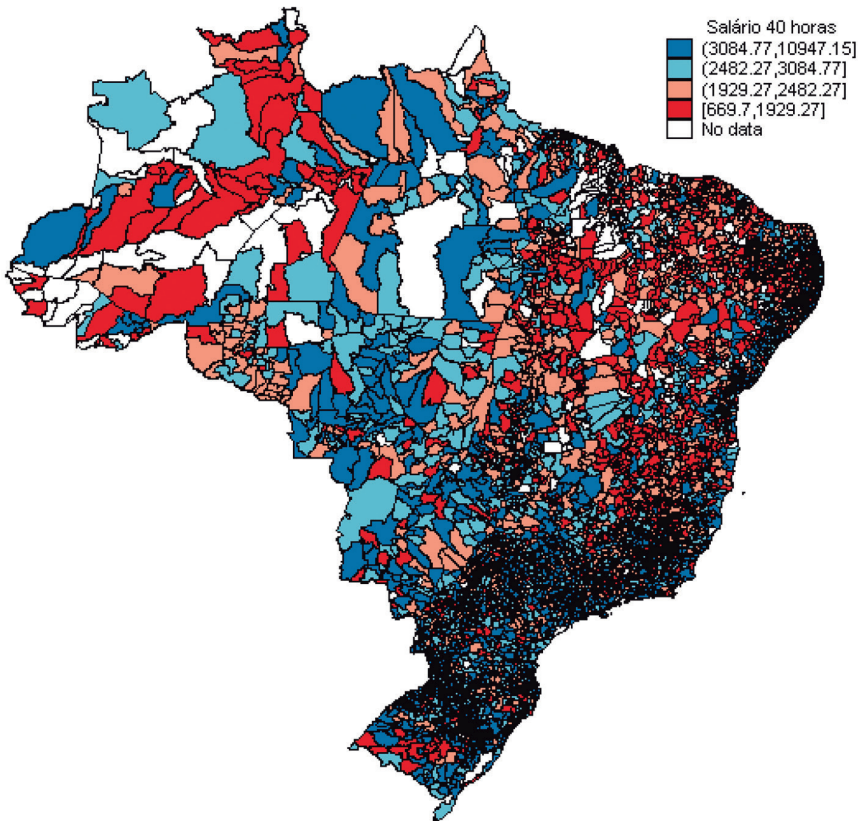 Salário 40 horas
(3084.77,10947.15]
(2482.27,3084.77]
(1929.27,2482.27]
[669.7,1929.27]
No data